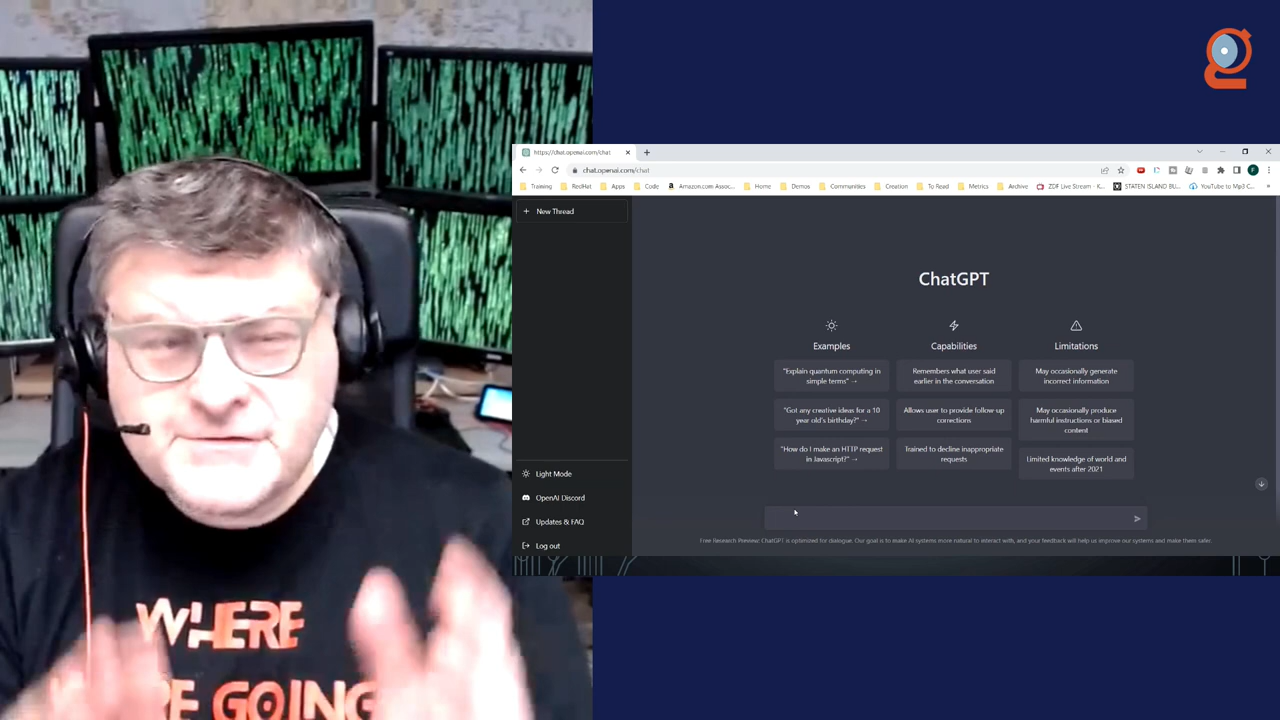 WHERE
RE GOING
https://chat.openai.com/chat
chat.openai.com/chat
Training
RedHat
Apps
Code
Amazon.com Assoc...
Home
Demos
Communities
Creation
To Read
Metrics
Archive
ZDF Live Stream - K...
STATEN ISLAND BU...
YouTube to Mp3 C...
New Thread
ChatGPT
Examples
"Explain quantum computing in
simple terms" →
"Got any creative ideas for a 10
year old's birthday?" →
"How do I make an HTTP request
in Javascript?" →
Capabilities
Remembers what user said
earlier in the conversation
Allows user to provide follow-up
corrections
Trained to decline inappropriate
requests
Limitations
May occasionally generate
incorrect information
May occasionally produce
harmful instructions or biased
content
Limited knowledge of world and
events after 2021
Light Mode
OpenAI Discord
Updates & FAQ
Log out
Free Research Preview: ChatGPT is optimized for dialogue. Our goal is to make AI systems more natural to interact with, and your feedback will help us improve our systems and make them safer.